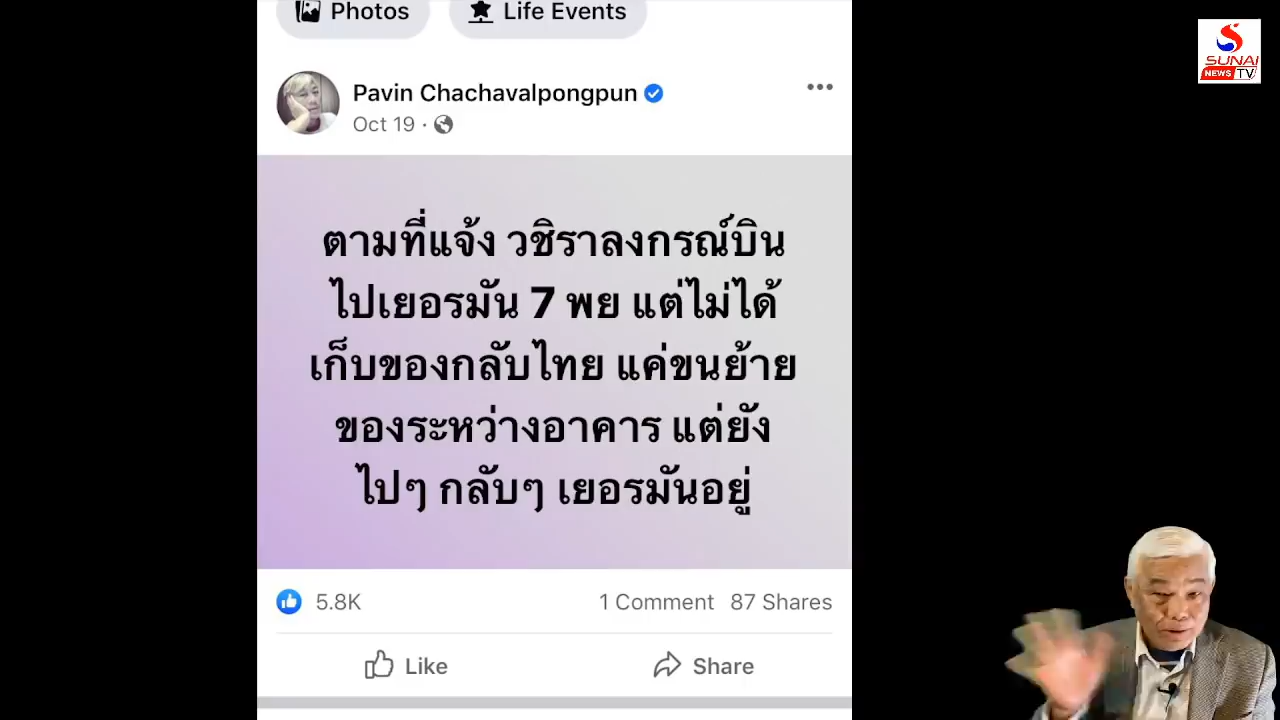 Photos
Life Events
SUNAI
NEWS TV
Pavin Chachavalpongpun
Oct 19 ·
ตามที่แจ้ง วชิราลงกรณ์บิน
ไปเยอรมัน 7 พย แต่ไม่ได้
เก็บของกลับไทย แค่ขนย้าย
ของระหว่างอาคาร แต่ยัง
ไปๆ กลับๆ เยอรมันอยู่
5.8K
1 Comment 87 Shares
Like
Share